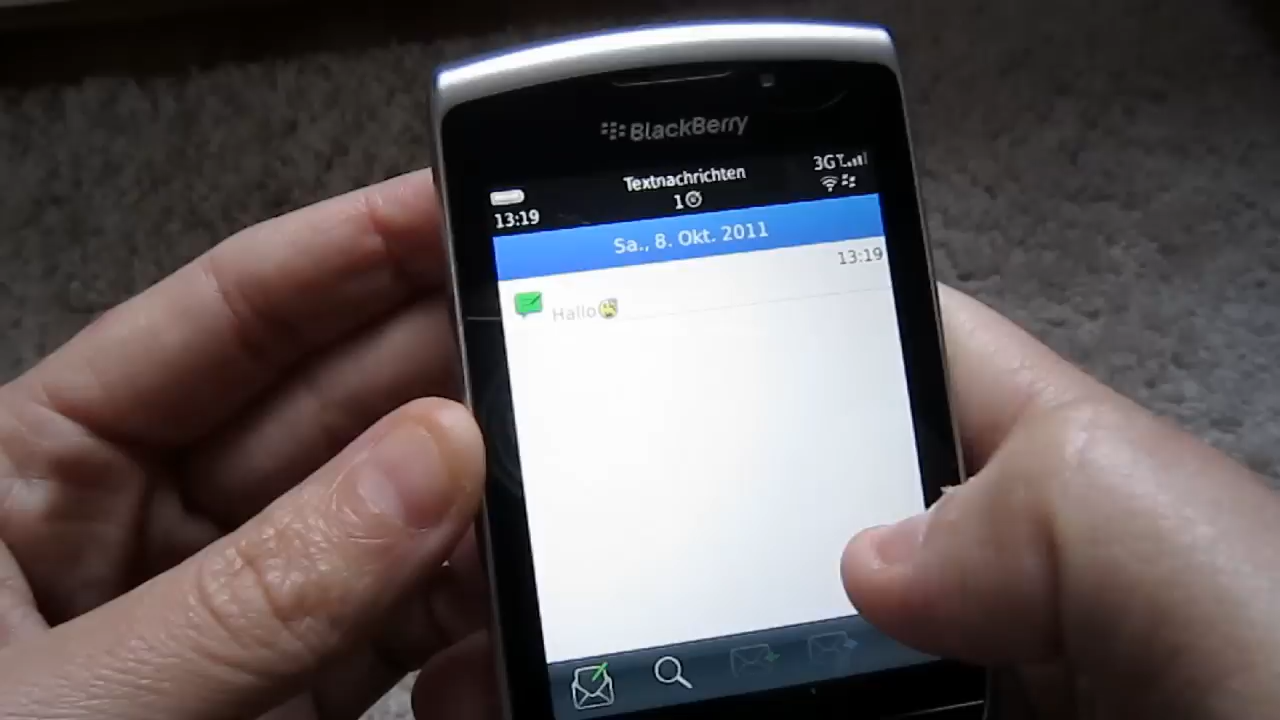 BlackBerry
Textnachrichten
3G
13:19
1
Sa., 8. Okt. 2011
13:19
Hallo